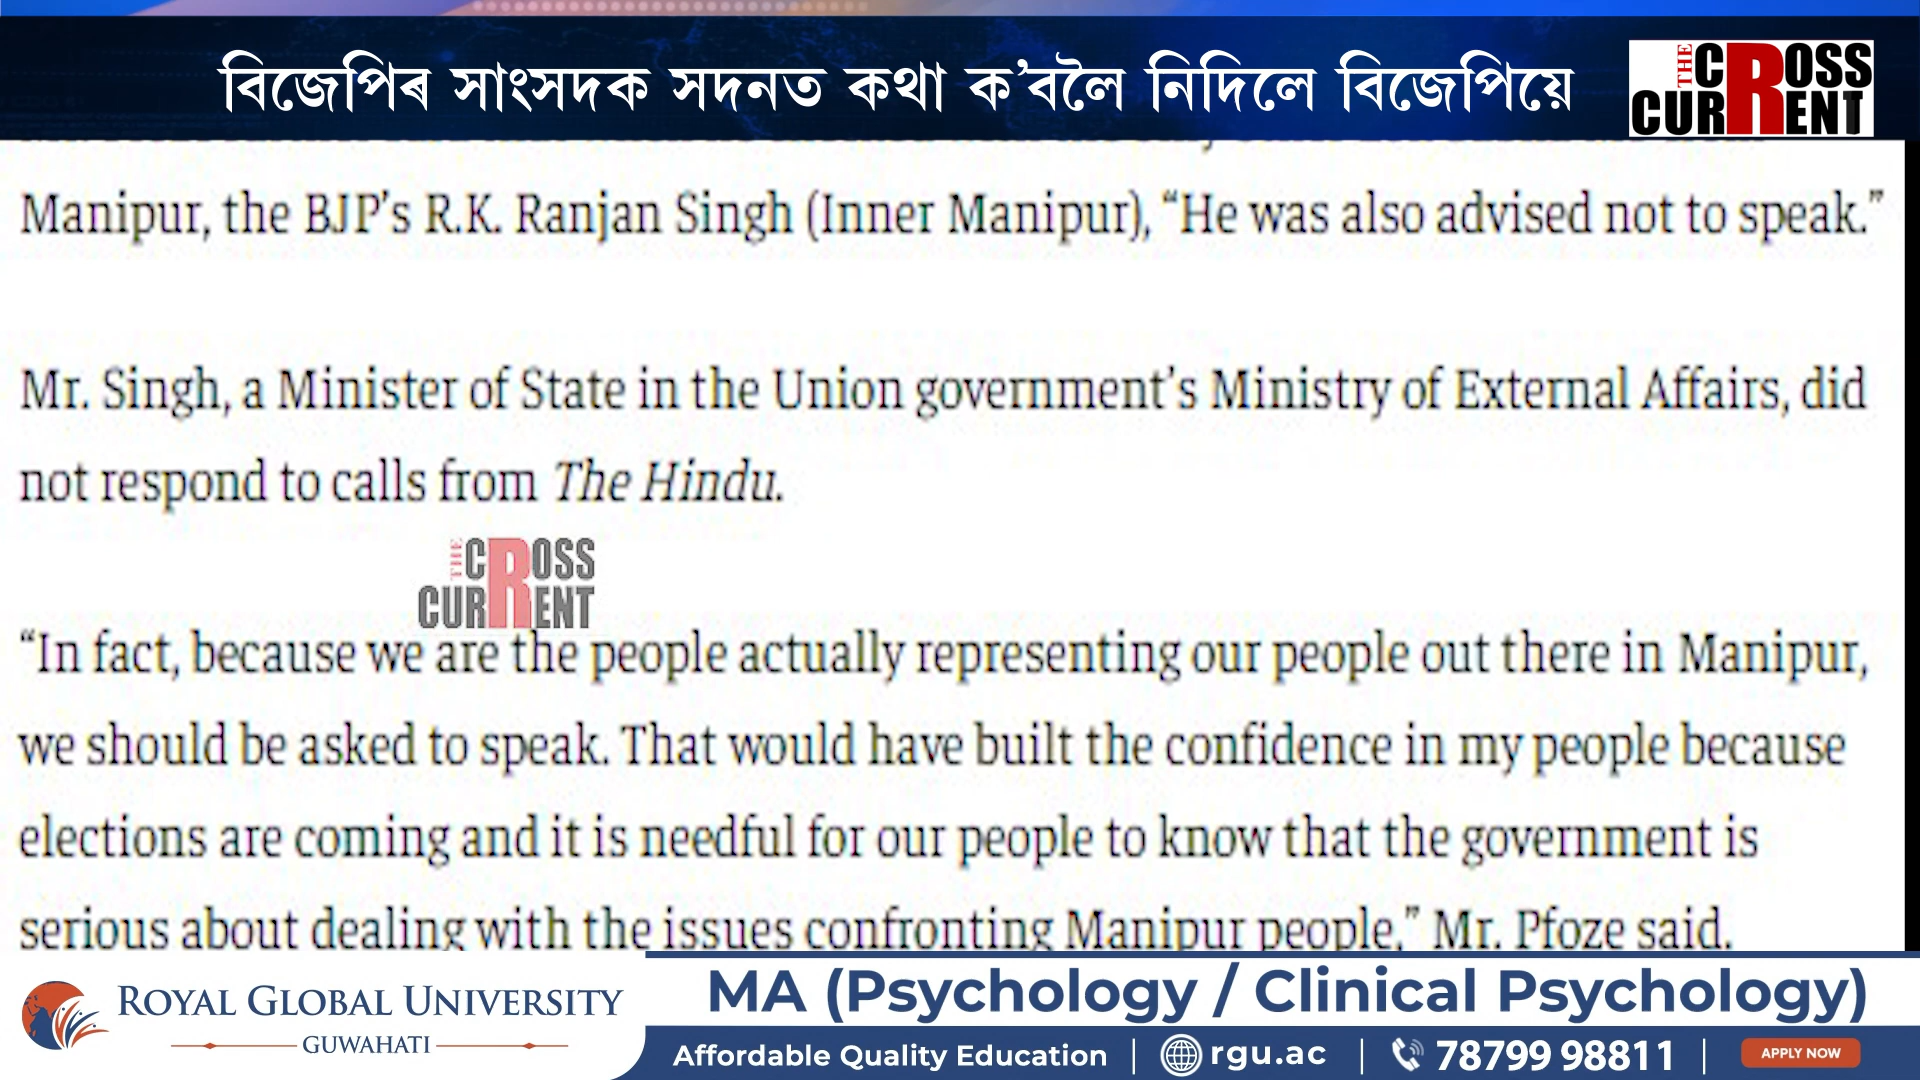 বিজেপিৰ সাংসদক সদনত কথা ক'বলৈ নিদিলে বিজেপিয়ে
THE CROSS CURRENT
Manipur, the BJP’s R.K. Ranjan Singh (Inner Manipur), “He was also advised not to speak.”
Mr. Singh, a Minister of State in the Union government’s Ministry of External Affairs, did
not respond to calls from The Hindu.
THE CROSS CURRENT
“In fact, because we are the people actually representing our people out there in Manipur,
we should be asked to speak. That would have built the confidence in my people because
elections are coming and it is needful for our people to know that the government is
serious about dealing with the issues confronting Manipur people,” Mr. Pfoze said.
ROYAL GLOBAL UNIVERSITY
GUWAHATI
MA (Psychology / Clinical Psychology)
Affordable Quality Education | rgu.ac | 78799 98811 | APPLY NOW